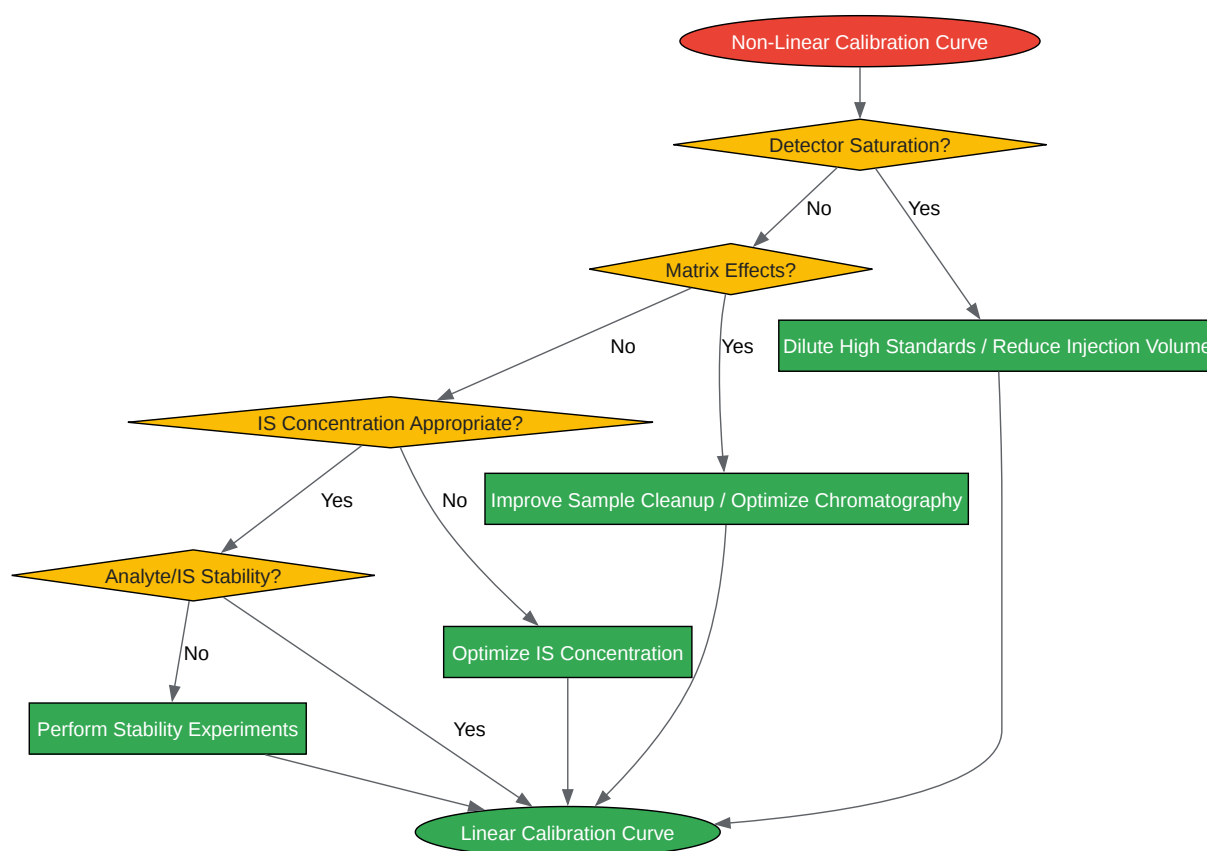 Non-Linear Calibration Curve
Detector Saturation?
No
Yes
Matrix Effects?
No
Yes
Dilute High Standards / Reduce Injection Volume
IS Concentration Appropriate?
Yes
No
Improve Sample Cleanup / Optimize Chromatography
Analyte/IS Stability?
No
Optimize IS Concentration
Yes
Perform Stability Experiments
Linear Calibration Curve